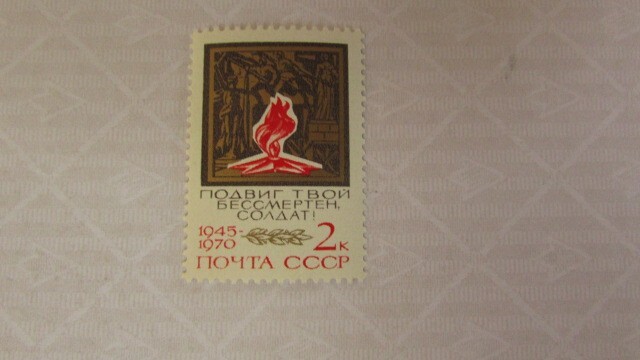 ПОДВИГ ТВОЙ
БЕССМЕРТЕН,
СОЛДАТ!
1945-
1970
2к
ПОЧТА СССР